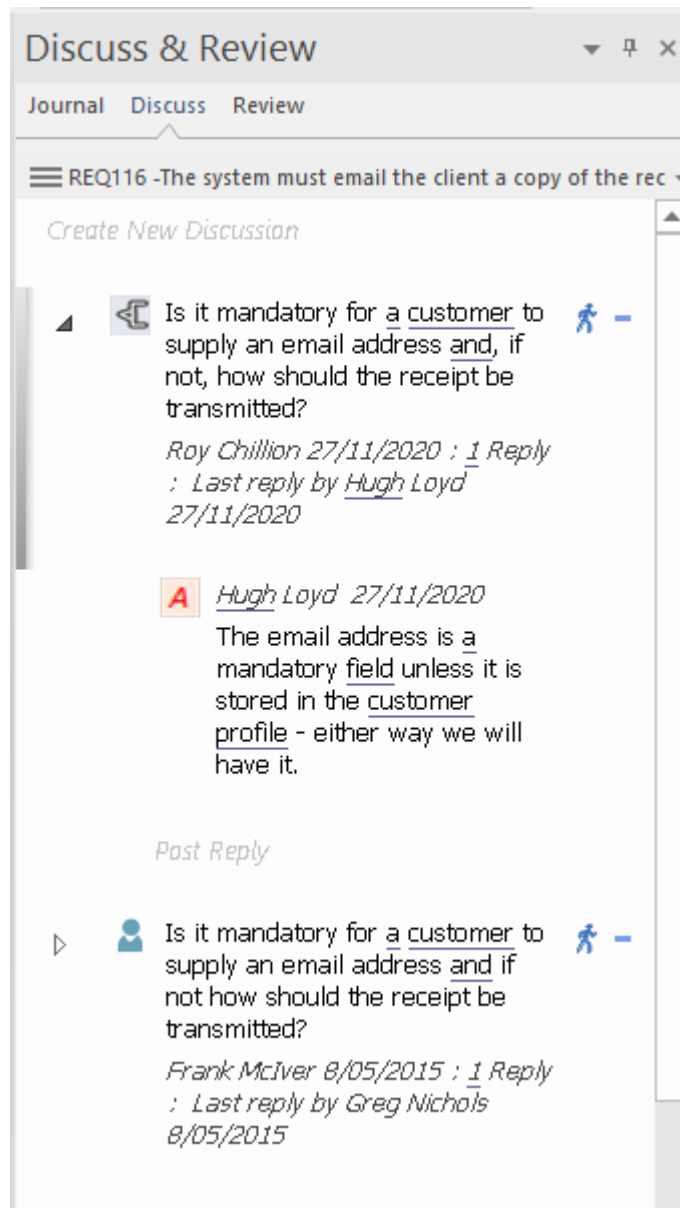 Discuss & Review
Journal Discuss Review
REQ116 -The system must email the client a copy of the rec
Create New Discussion
Is it mandatory for a customer to
supply an email address and, if
not, how should the receipt be
transmitted?
Roy Chillion 27/11/2020 : 1 Reply
: Last reply by Hugh Loyd
27/11/2020
A Hugh Loyd 27/11/2020
The email address is a
mandatory field unless it is
stored in the customer
profile - either way we will
have it.
Post Reply
Is it mandatory for a customer to
supply an email address and if
not how should the receipt be
transmitted?
Frank McIver 8/05/2015 : 1 Reply
: Last reply by Greg Nichols
8/05/2015